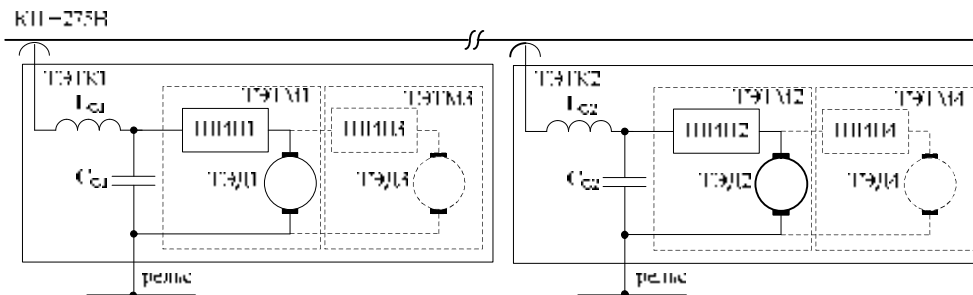 КП =275В
ТЭТК1
ТЭТМ1
ТЭТМ3
ШИП1
ШИП3
ТЭД1
ТЭД3
рельс
ТЭТК2
ТЭТМ2
ТЭТМ4
ШИП2
ШИП4
ТЭД2
ТЭД4
рельс